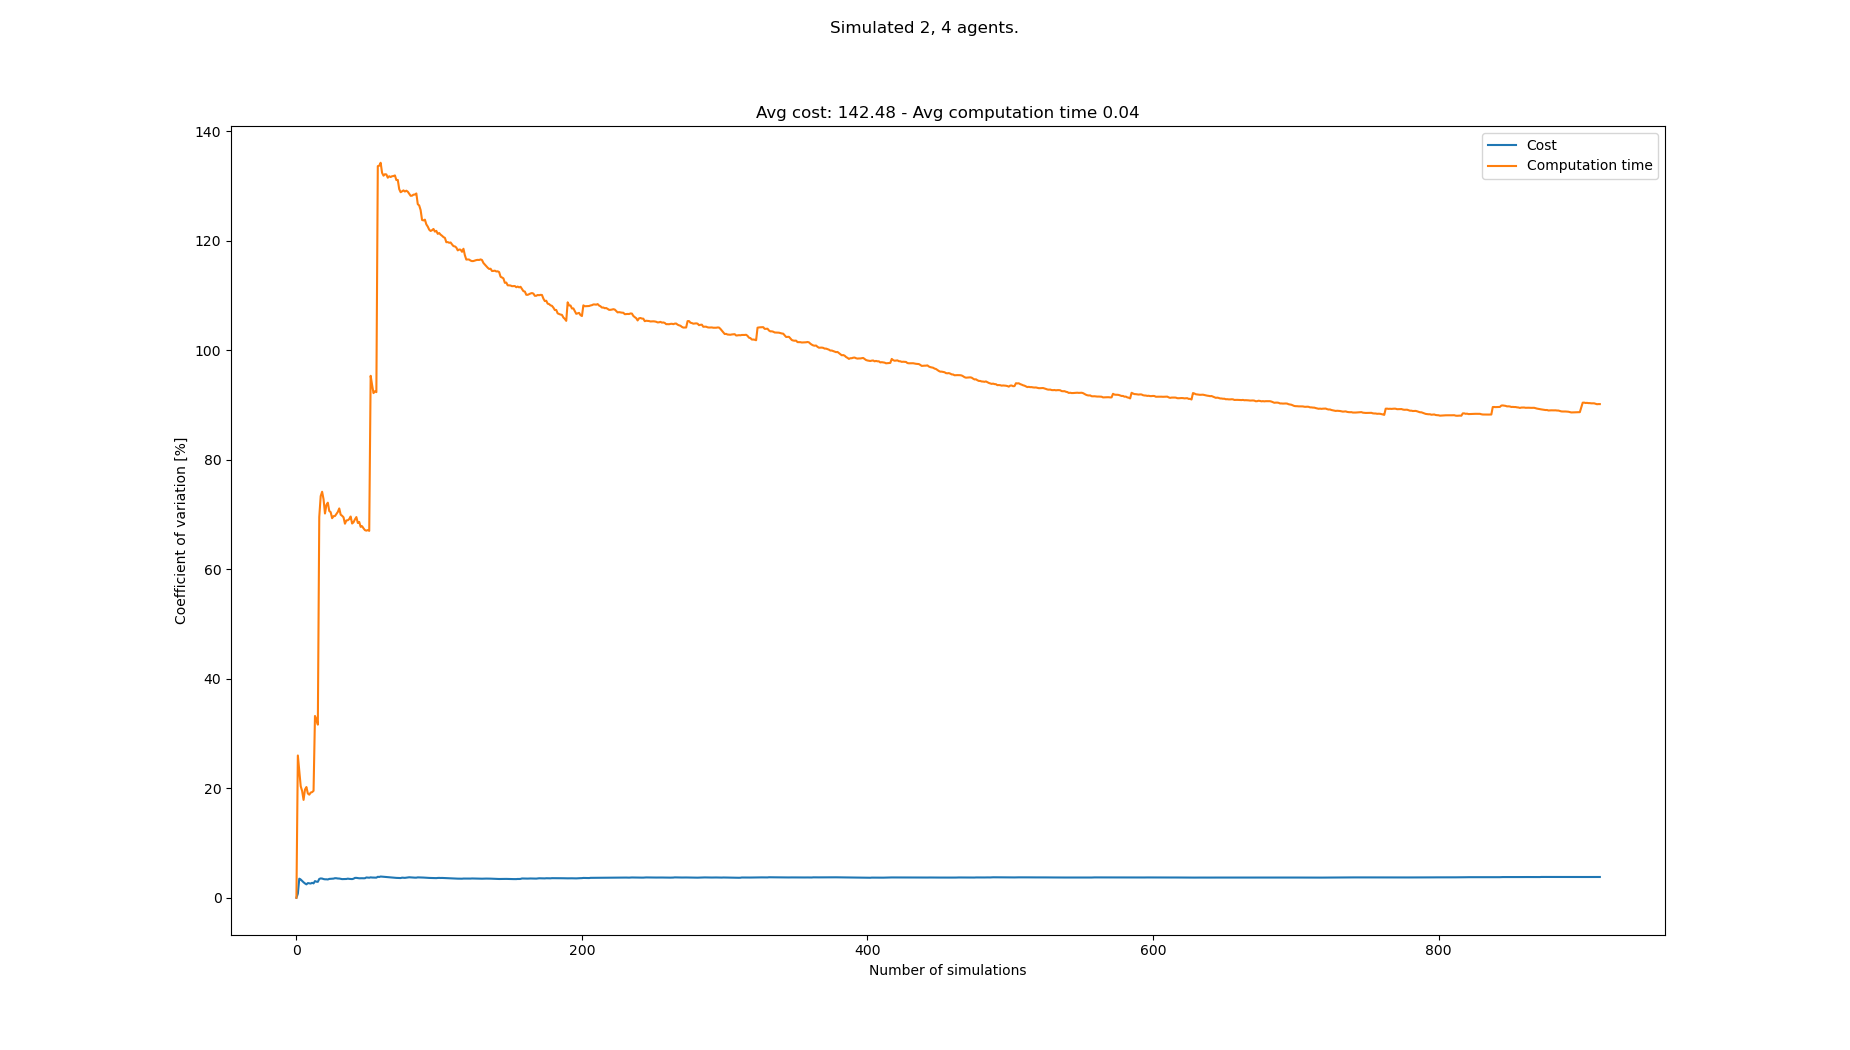 Simulated 2, 4 agents.
Avg cost: 142.48 - Avg computation time 0.04
Cost
Computation time
140
120
100
80
60
40
20
0
Coefficient of variation [%]
0 200 400 600 800
Number of simulations